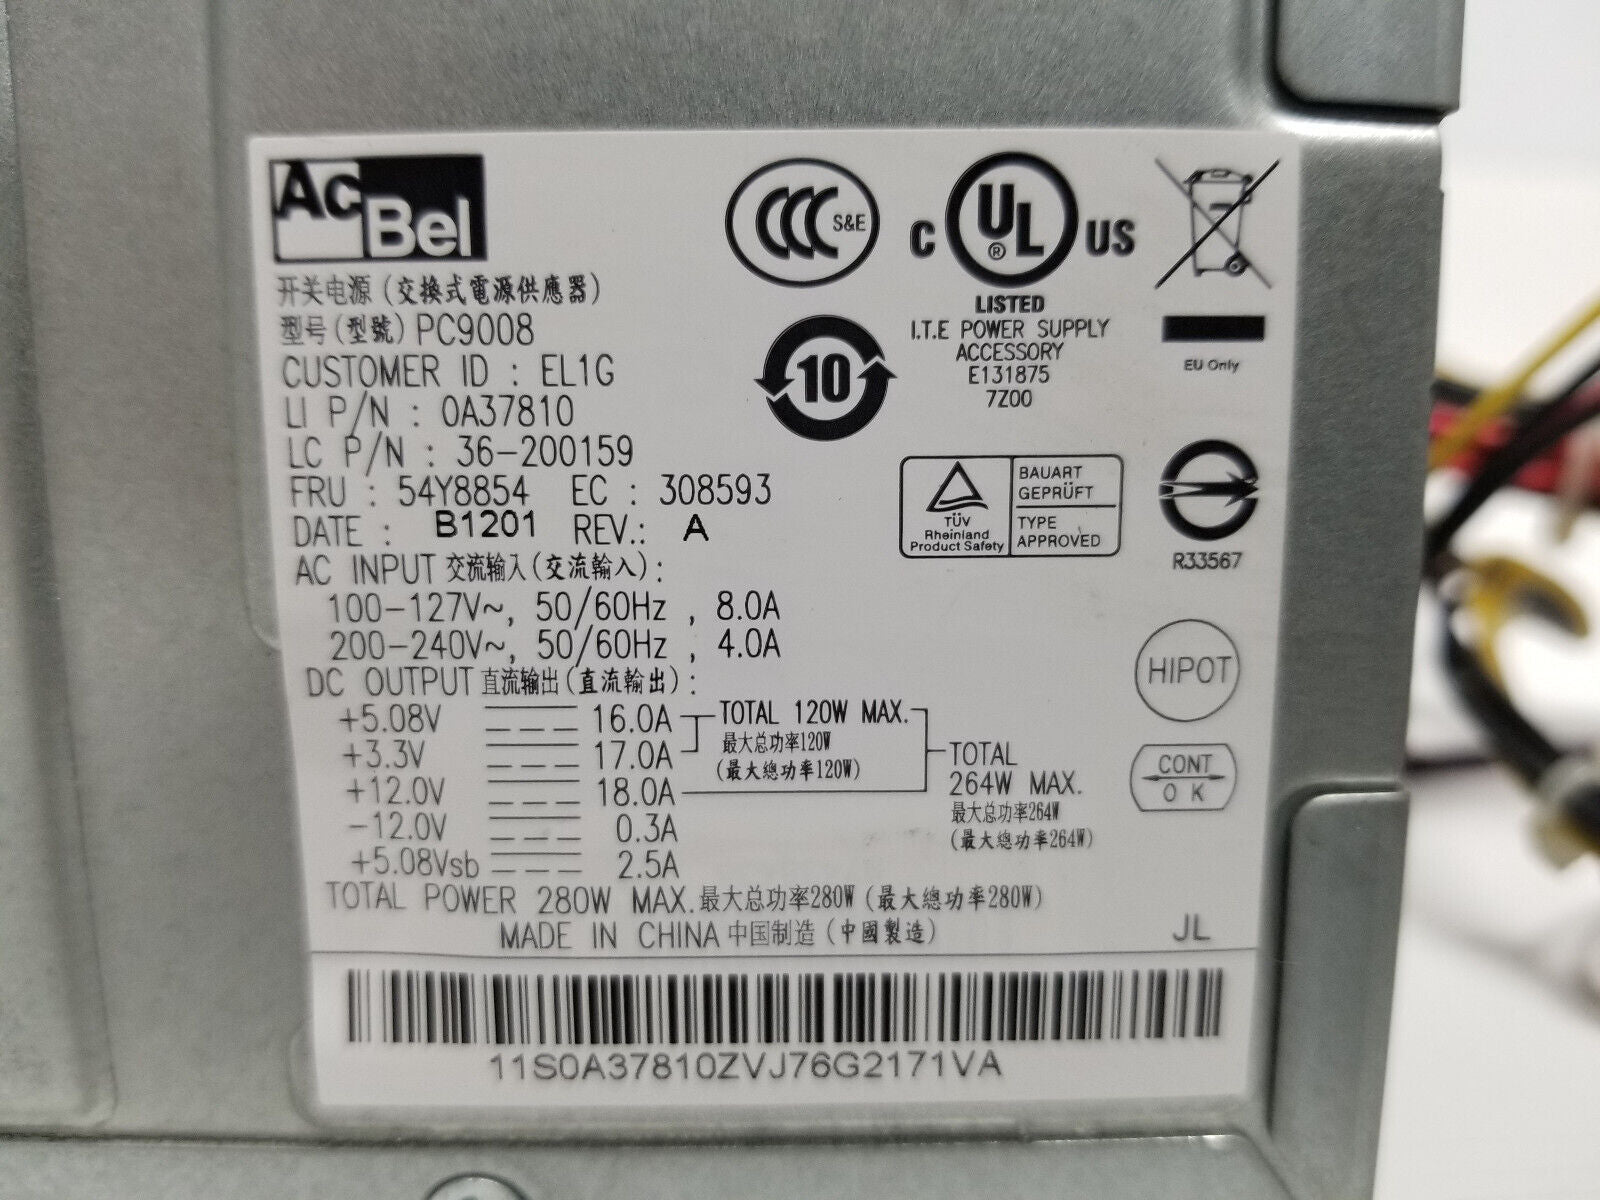 AcBel
开关电源 (交換式電源供應器)
型号(型號) PC9008
CUSTOMER ID : EL1G
LI P/N : 0A37810
LC P/N : 36-200159
FRU : 54Y8854 EC : 308593
DATE : B1201 REV.: A
AC INPUT 交流输入(交流輸入):
100-127V~, 50/60Hz , 8.0A
200-240V~, 50/60Hz , 4.0A
DC OUTPUT 直流输出(直流輸出):
+5.08V 16.0A
+3.3V 17.0A
+12.0V 18.0A
-12.0V 0.3A
+5.08Vsb 2.5A
TOTAL 120W MAX.
最大总功率120W
(最大總功率120W)
TOTAL
264W MAX.
最大总功率264W
(最大總功率264W)
TOTAL POWER 280W MAX.最大总功率280W (最大總功率280W)
MADE IN CHINA 中国制造 (中國製造)
JL
CCC S&E
C UL® US
LISTED
I.T.E POWER SUPPLY
ACCESSORY
E131875
7Z00
EU Only
10
TÜV
Rheinland
Product Safety
BAUART
GEPRÜFT
TYPE
APPROVED
R33567
HIPOT
CONT
OK
11S0A37810ZVJ76G2171VA